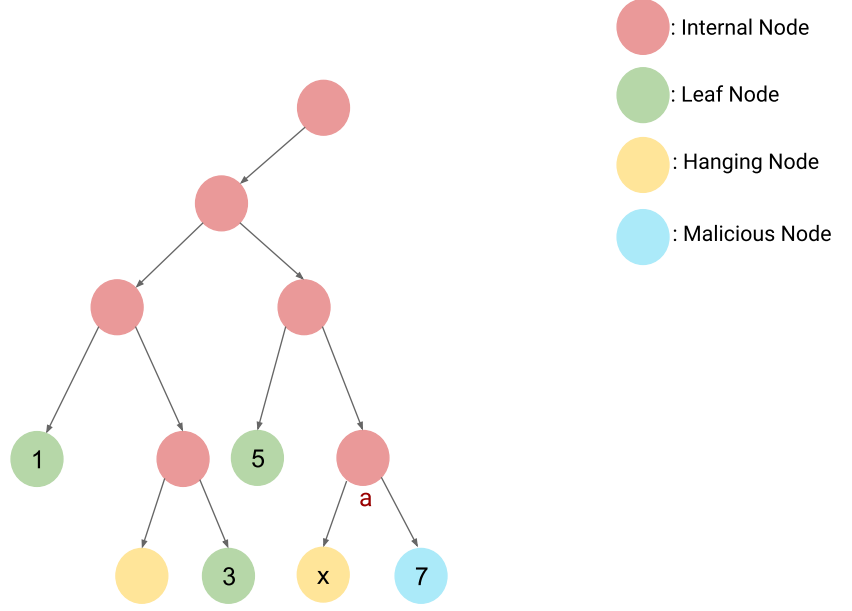 : Internal Node
: Leaf Node
: Hanging Node
: Malicious Node
1
5
a
3
x
7